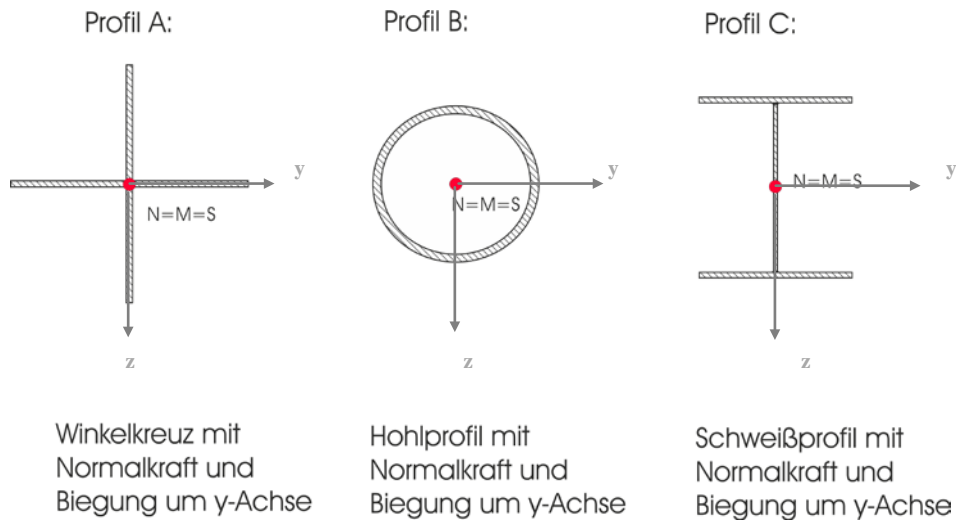 Profil A:
y
N=M=S
z
Winkelkreuz mit
Normalkraft und
Biegung um y-Achse
Profil B:
y
N=M=S
z
Hohlprofil mit
Normalkraft und
Biegung um y-Achse
Profil C:
y
N=M=S
z
Schweißprofil mit
Normalkraft und
Biegung um y-Achse